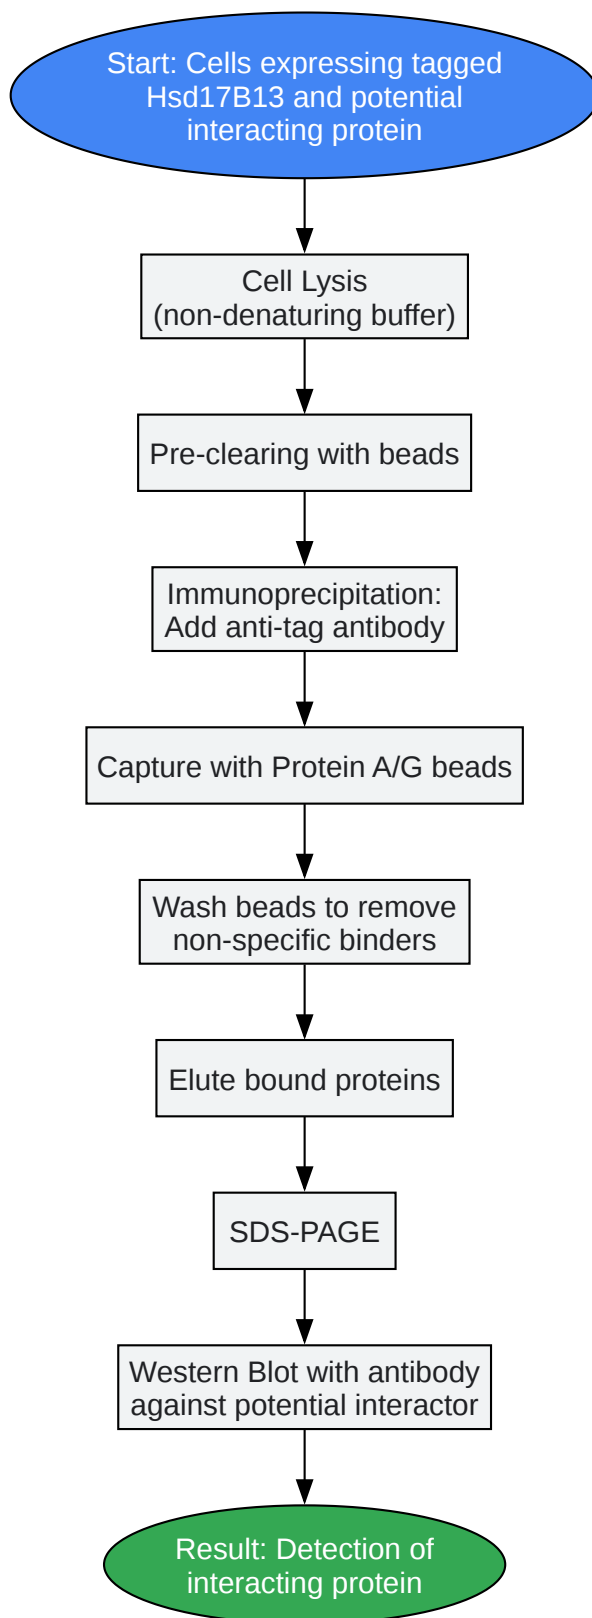 Start: Cells expressing tagged
Hsd17B13 and potential
interacting protein
Cell Lysis
(non-denaturing buffer)
Pre-clearing with beads
Immunoprecipitation:
Add anti-tag antibody
Capture with Protein A/G beads
Wash beads to remove
non-specific binders
Elute bound proteins
SDS-PAGE
Western Blot with antibody
against potential interactor
Result: Detection of
interacting protein